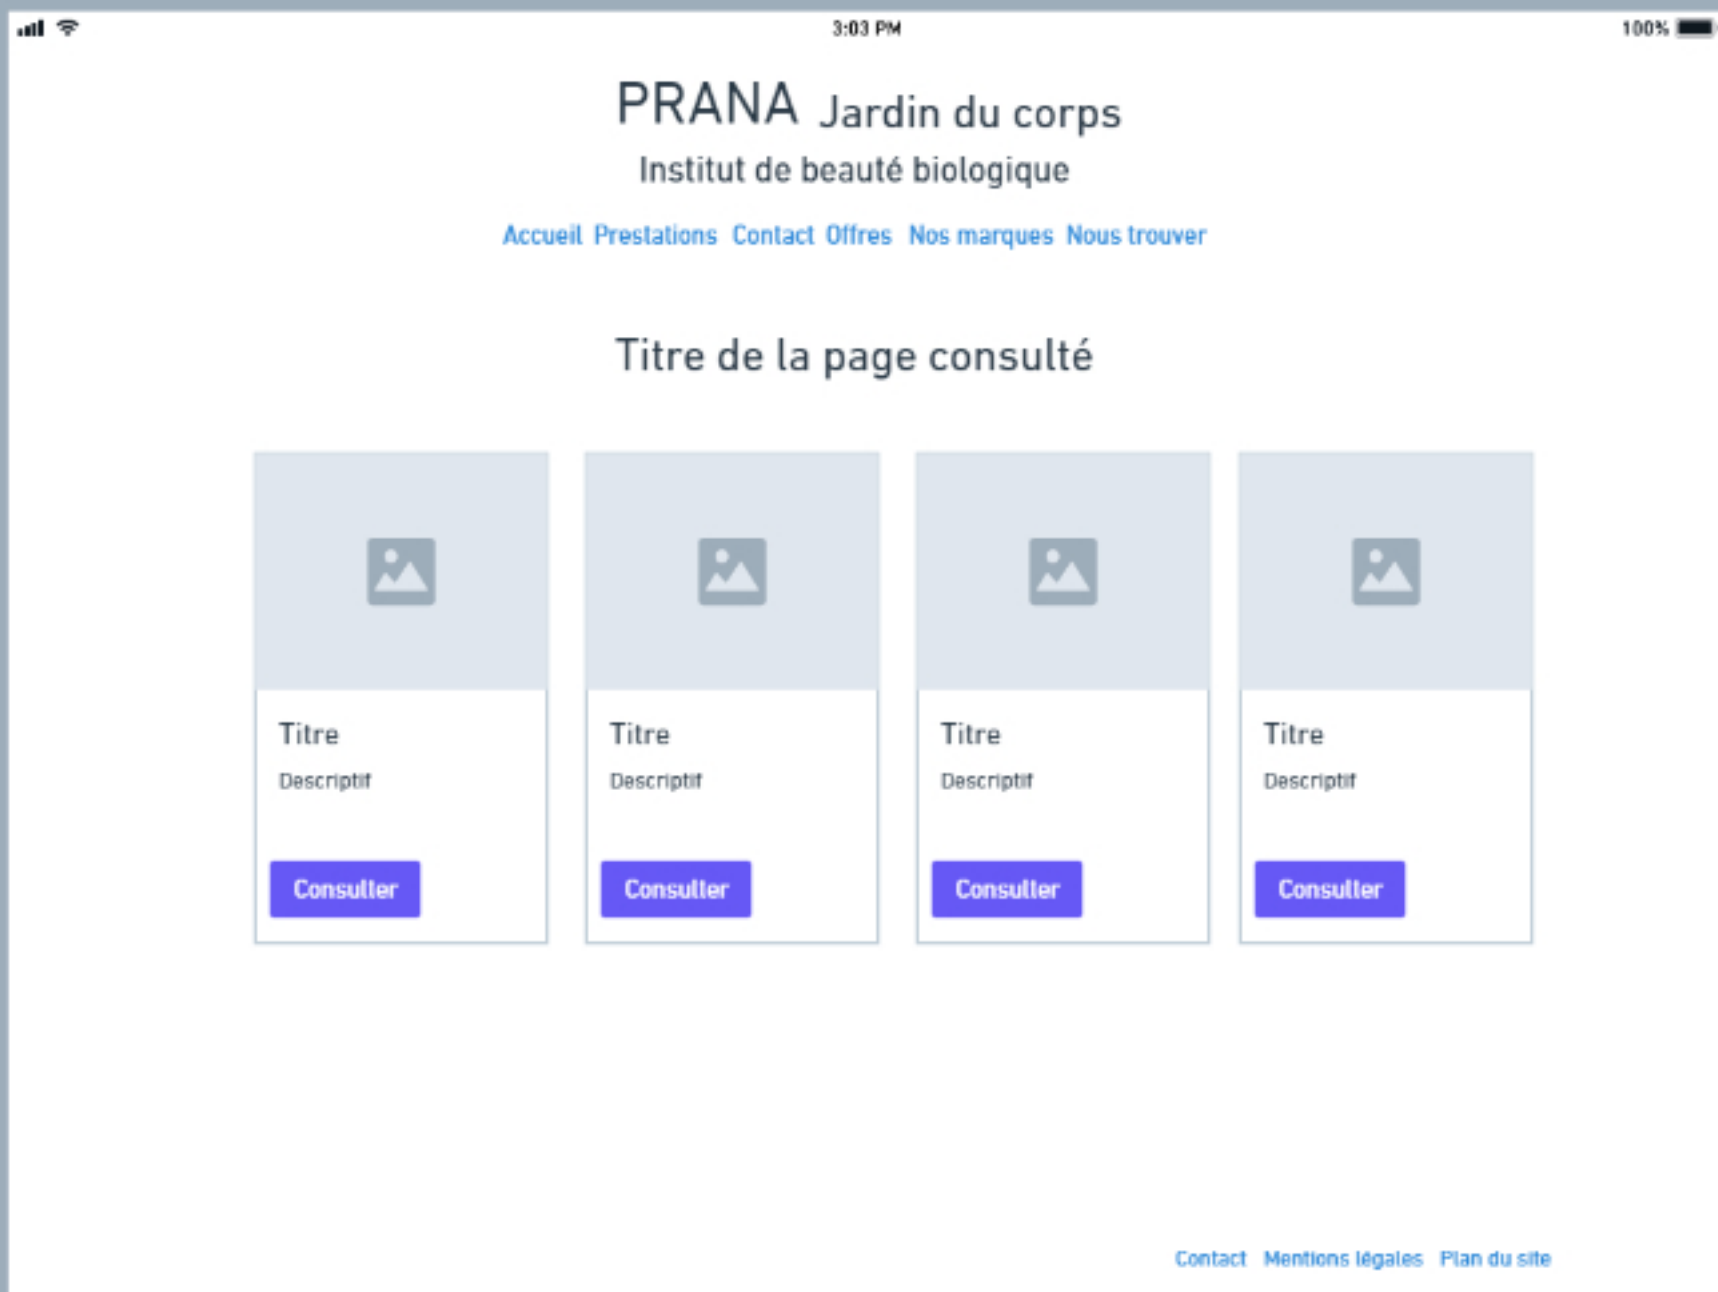 3:03 PM 100%
PRANA Jardin du corps
Institut de beauté biologique
Accueil Prestations Contact Offres Nos marques Nous trouver
Titre de la page consulté
Titre Titre Titre Titre
Descriptif Descriptif Descriptif Descriptif
Consulter Consulter Consulter Consulter
Contact Mentions légales Plan du site